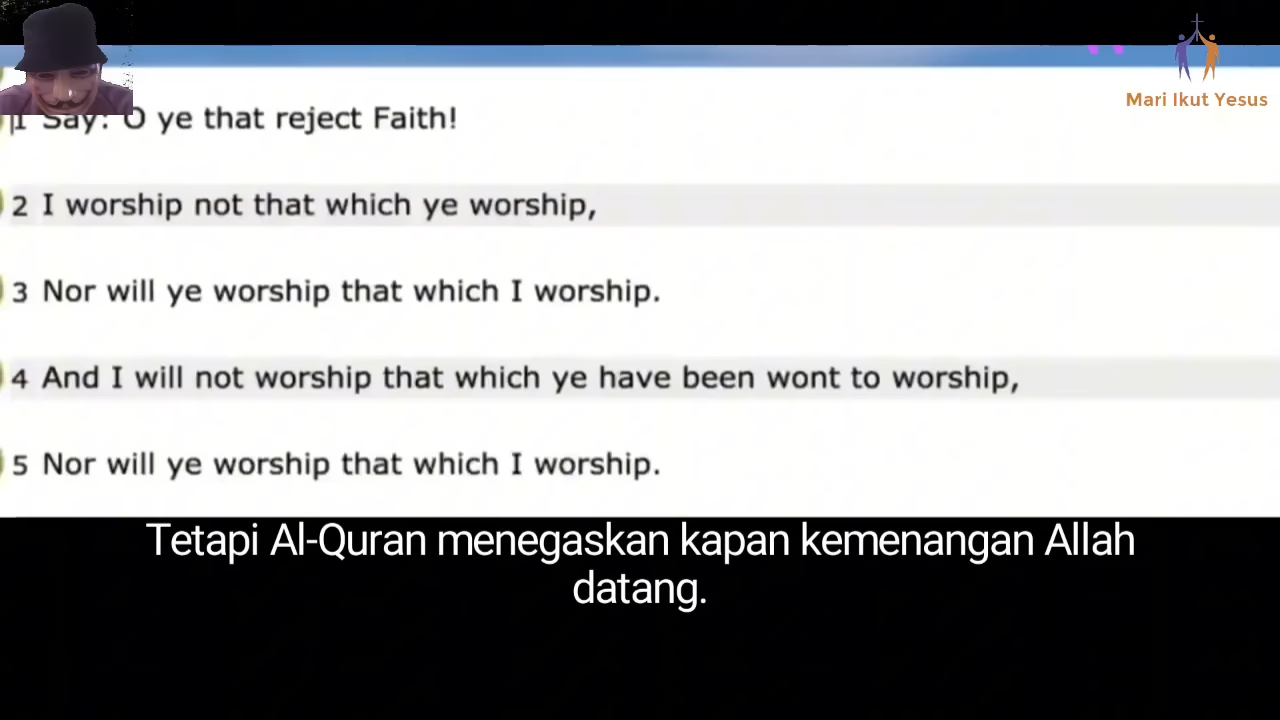 Mari Ikut Yesus
1 Say: O ye that reject Faith!
2 I worship not that which ye worship,
3 Nor will ye worship that which I worship.
4 And I will not worship that which ye have been wont to worship,
5 Nor will ye worship that which I worship.
Tetapi Al-Quran menegaskan kapan kemenangan Allah
datang.